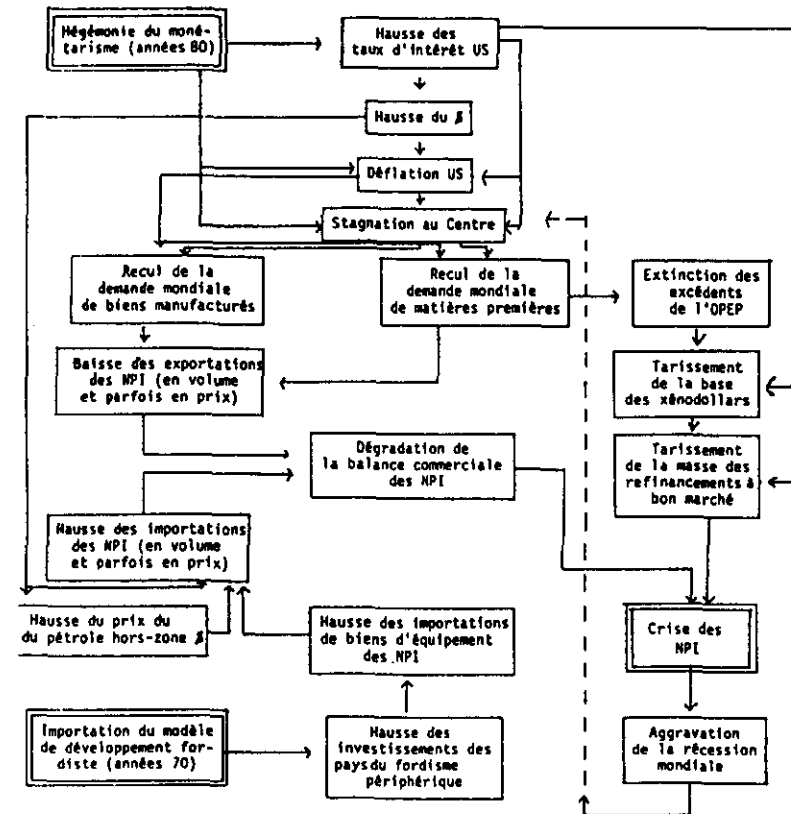 Hégémonie du moné-
tarisme (années 80)
Hausse des
taux d'intérêt US
Hausse du $
Déflation US
Stagnation au Centre
Recul de la
demande mondiale
de biens manufacturés
Recul de la
demande mondiale
de matières premières
Extinction des
excédents
de l'OPEP
Baisse des exportations
des NPI (en volume
et parfois en prix)
Tarissement
de la base
des xénodollars
Dégradation de
la balance commerciale
des NPI
Tarissement
de la masse des
refinancements à
bon marché
Hausse des importations
des NPI (en volume
et parfois en prix)
Hausse du prix du
du pétrole hors-zone $
Hausse des importations
de biens d'équipement
des NPI
Crise des
NPI
Importation du modèle
de développement for-
diste (années 70)
Hausse des
investissements des
pays du fordisme
périphérique
Aggravation
de la récession
mondiale